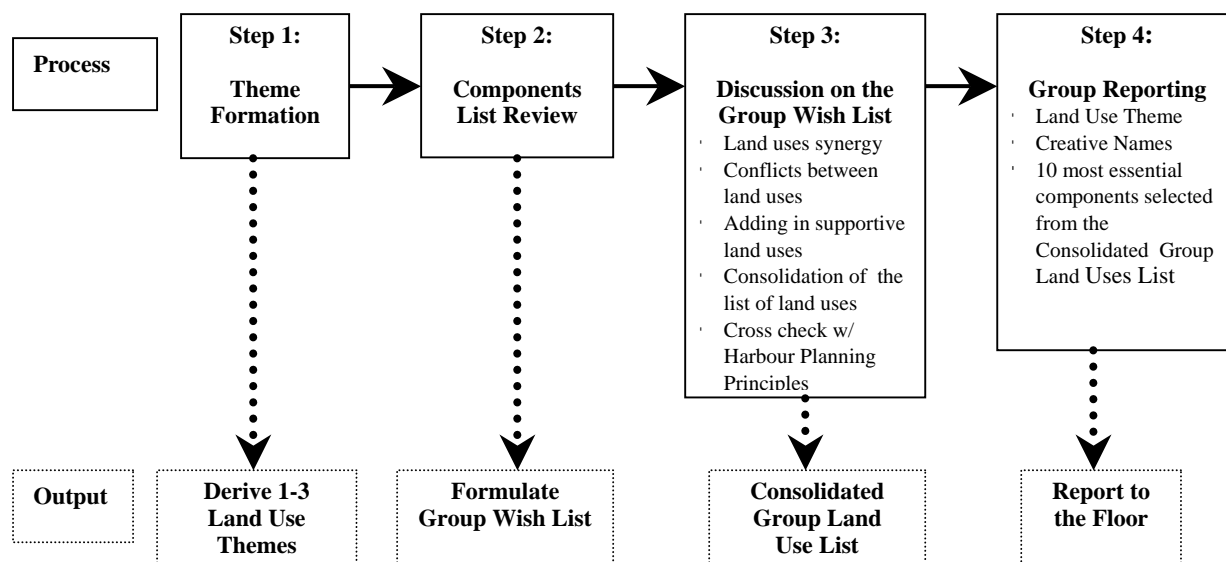 Process
Step 1:
Theme
Formation
Step 2:
Components
List Review
Step 3:
Discussion on the
Group Wish List
Land uses synergy
Conflicts between
land uses
Adding in supportive
land uses
Consolidation of the
list of land uses
Cross check w/
Harbour Planning
Principles
Step 4:
Group Reporting
Land Use Theme
Creative Names
10 most essential
components selected
from the
Consolidated Group
Land Uses List
Output
Derive 1-3
Land Use
Themes
Formulate
Group Wish List
Consolidated
Group Land
Use List
Report to
the Floor